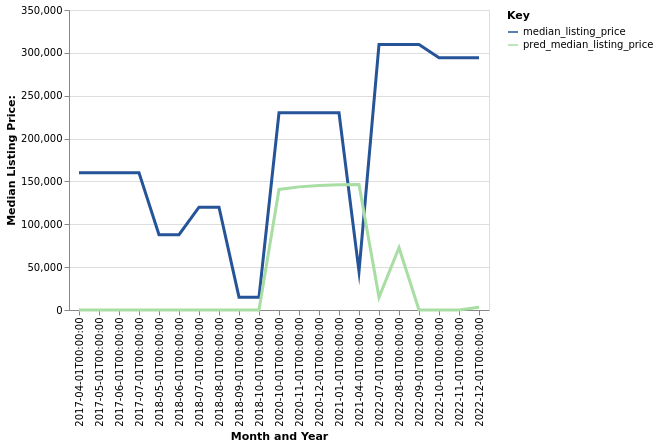 350,000
300,000
250,000
200,000
150,000
100,000
50,000
0
Median Listing Price:
2017-04-01T00:00:00
2017-05-01T00:00:00
2017-06-01T00:00:00
2017-07-01T00:00:00
2018-05-01T00:00:00
2018-06-01T00:00:00
2018-07-01T00:00:00
2018-08-01T00:00:00
2018-09-01T00:00:00
2018-10-01T00:00:00
2020-10-01T00:00:00
2020-11-01T00:00:00
2020-12-01T00:00:00
2021-01-01T00:00:00
2021-04-01T00:00:00
2022-07-01T00:00:00
2022-08-01T00:00:00
2022-09-01T00:00:00
2022-10-01T00:00:00
2022-11-01T00:00:00
2022-12-01T00:00:00
Month and Year
Key
median_listing_price
pred_median_listing_price